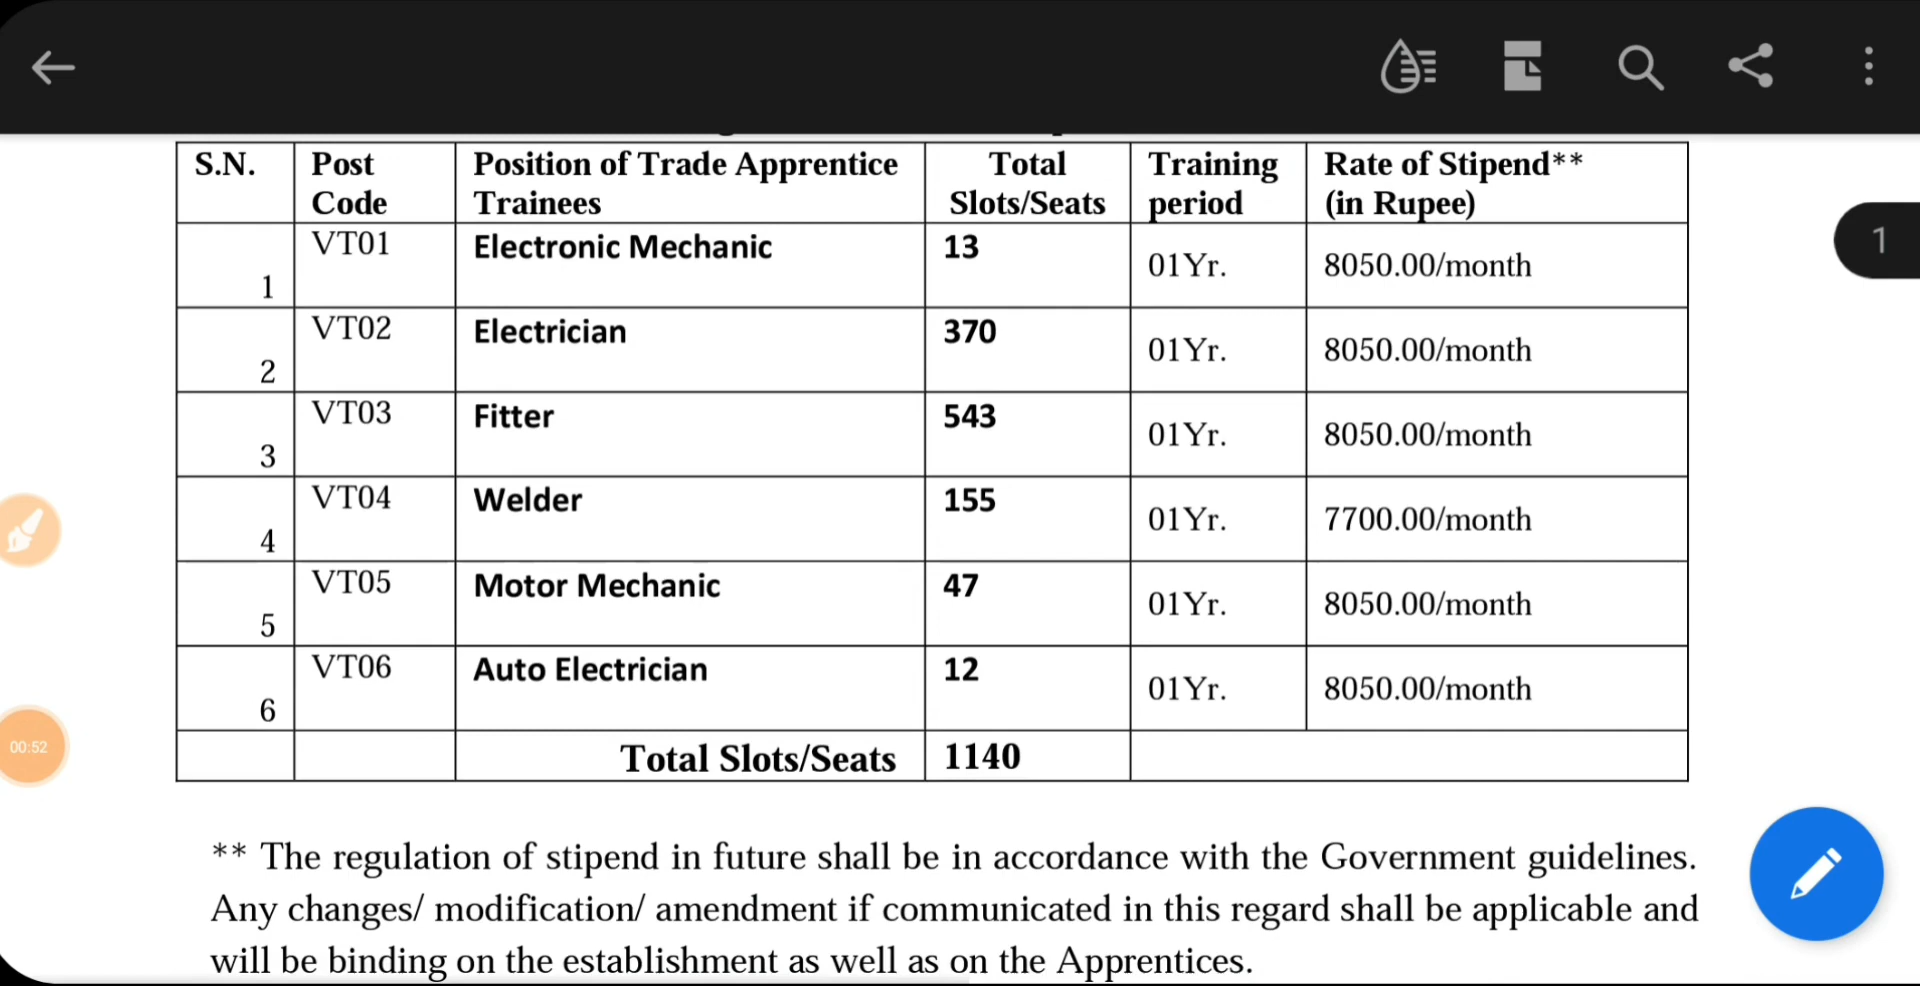 S.N. Post Code Position of Trade Apprentice Trainees Total Slots/Seats Training period Rate of Stipend** (in Rupee)
1 VT01 Electronic Mechanic 13 01Yr. 8050.00/month
2 VT02 Electrician 370 01Yr. 8050.00/month
3 VT03 Fitter 543 01Yr. 8050.00/month
4 VT04 Welder 155 01Yr. 7700.00/month
5 VT05 Motor Mechanic 47 01Yr. 8050.00/month
6 VT06 Auto Electrician 12 01Yr. 8050.00/month
Total Slots/Seats 1140
1
00:52
** The regulation of stipend in future shall be in accordance with the Government guidelines.
Any changes/ modification/ amendment if communicated in this regard shall be applicable and
will be binding on the establishment as well as on the Apprentices.